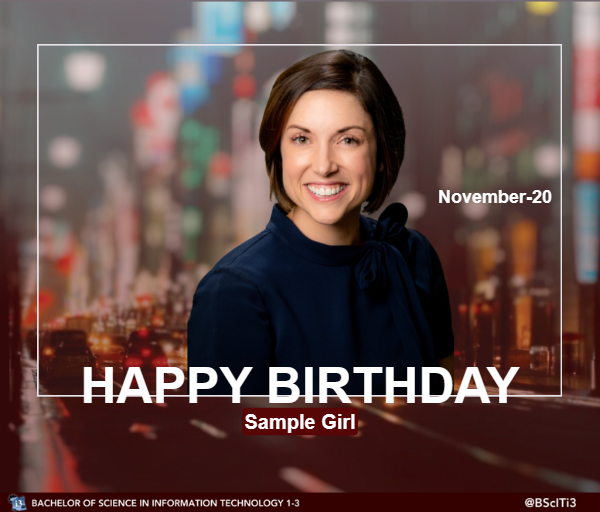 November-20
HAPPY BIRTHDAY
Sample Girl
BACHELOR OF SCIENCE IN INFORMATION TECHNOLOGY 1-3
@BScITi3